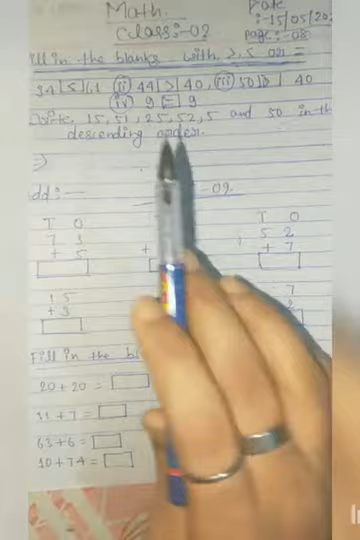 Math
Date :-15/05/202
Class:-02
page:-08
Fill in the blanks with >, < or =
34 < 61 (ii) 44 > 40, (iii) 50 > 40
(iv) 9 = 9
Write 15, 51, 25, 52, 5 and 50 in the
descending order.
=>
Add:-
-02
T O
7 3
+ 5
+
T O
5 2
+ 7
1 5
+ 3
7
Fill in the bl
20+20 =
11+7 =
63+6 =
10+74 =